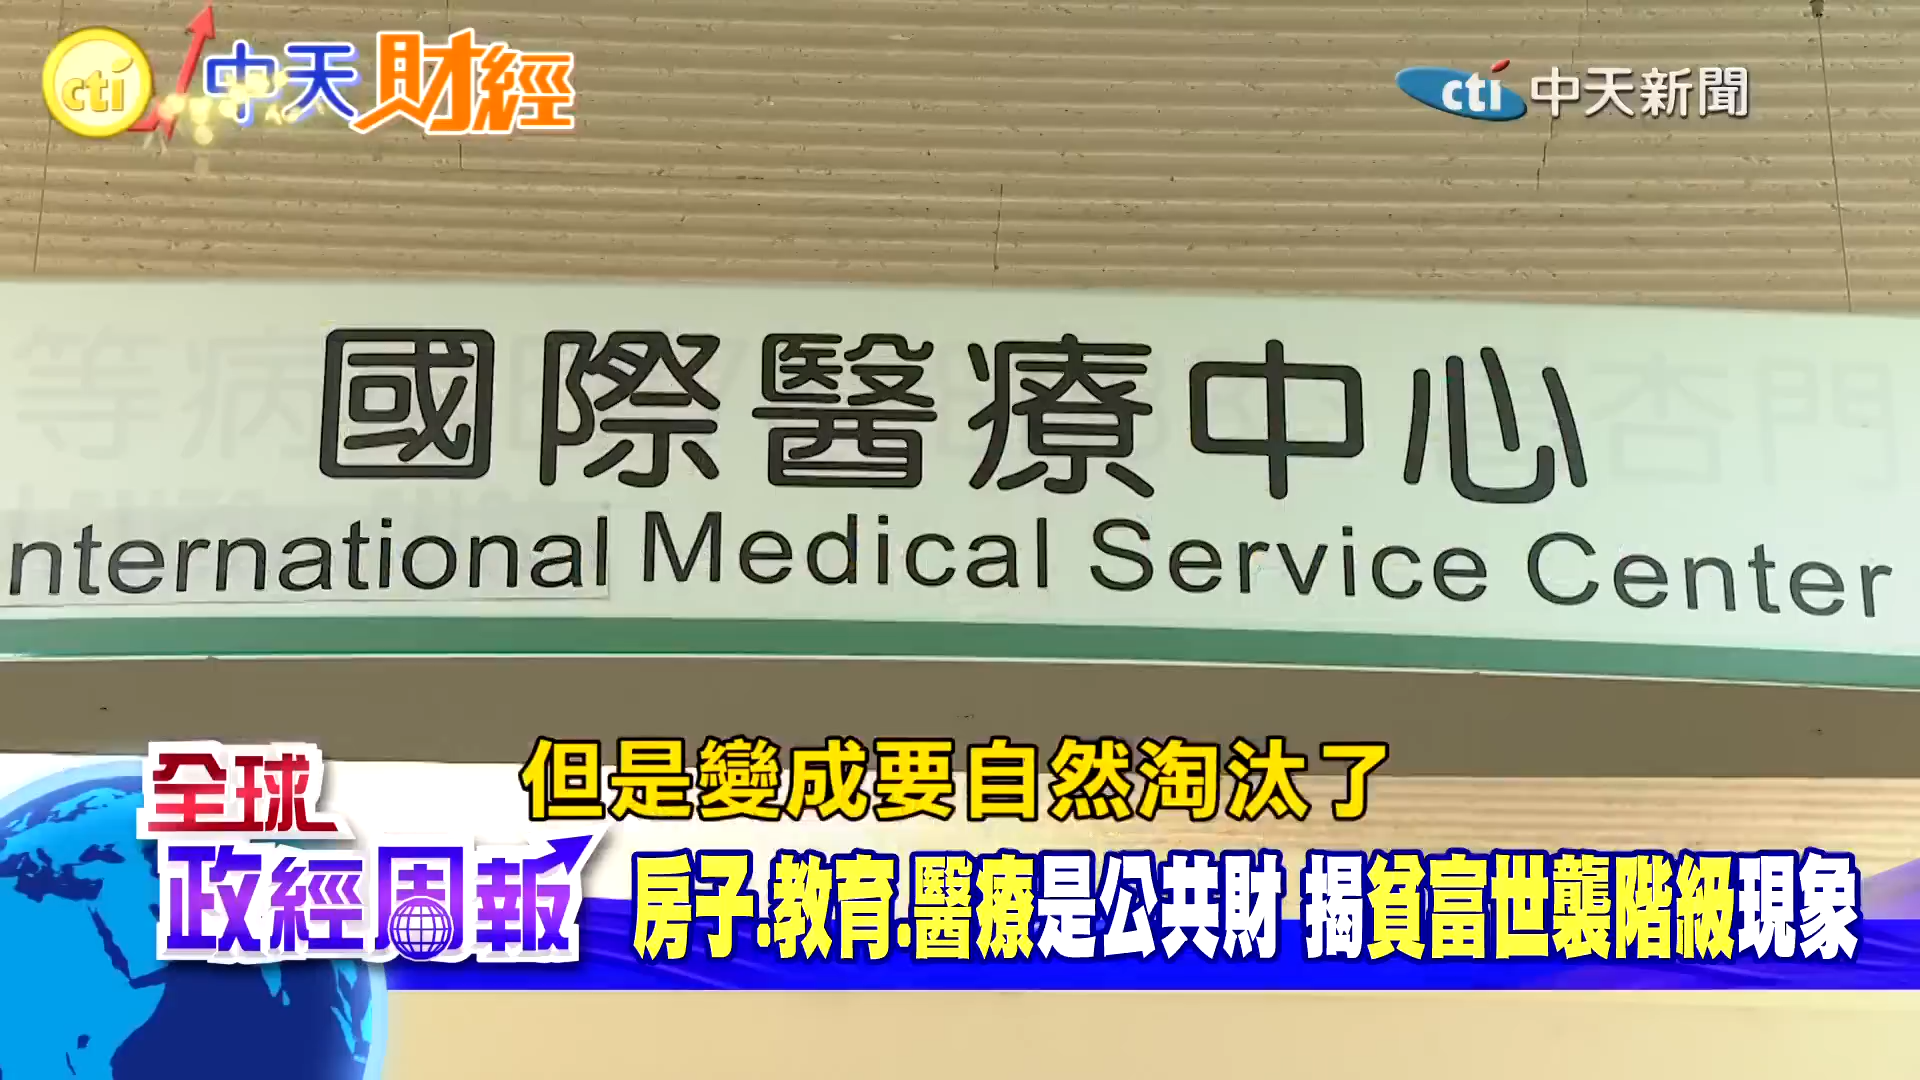 cti 中天財經
cti 中天新聞
國際醫療中心
nternational Medical Service Center
但是變成要自然淘汰了
全球
政經周報
房子.教育.醫療是公共財 揭貧富世襲階級現象